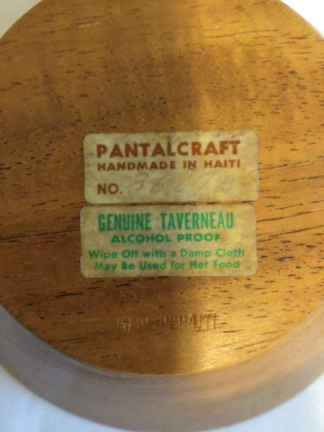 PANTALCRAFT
HANDMADE IN HAITI
NO.
GENUINE TAVERNEAU
ALCOHOL PROOF
Wipe Off with a Damp Cloth
May Be Used for Hot Food